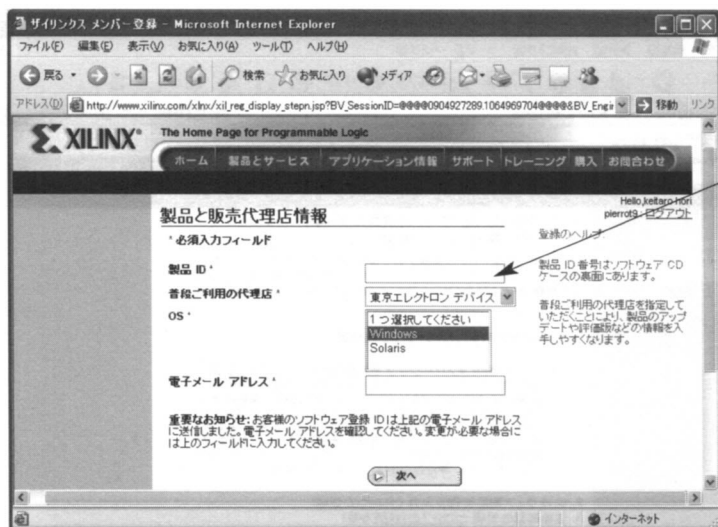 ザイリンクス メンバー登録 - Microsoft Internet Explorer
ファイル(F) 編集(E) 表示(V) お気に入り(A) ツール(T) ヘルプ(H)
戻る 検索 お気に入り メディア
アドレス(D) http://www.xilinx.com/xlnx/xil_reg_display_stepn.jsp?BV_SessionID=@@@@0904927289.1064969704@@@@&BV_Engir 移動 リンク
XILINX® The Home Page for Programmable Logic
ホーム 製品とサービス アプリケーション情報 サポート トレーニング 購入 お問合わせ
Hello,keitaro hori
pierrot9: ログアウト
製品と販売代理店情報
*必須入力フィールド
製品 ID *
普段ご利用の代理店 * 東京エレクトロン デバイス
OS * 1つ選択してください
Windows
Solaris
電子メール アドレス *
重要なお知らせ: お客様のソフトウェア登録 IDは上記の電子メール アドレス
に送信しました。電子メール アドレスを確認してください。変更が必要な場合に
は上のフィールドに入力してください。
次へ
登録のヘルプ:
製品 ID 番号はソフトウェア CD
ケースの裏面にあります。
普段ご利用の代理店を指定して
いただくことにより、製品のアップ
デートや評価版などの情報を入
手しやすくなります。
インターネット